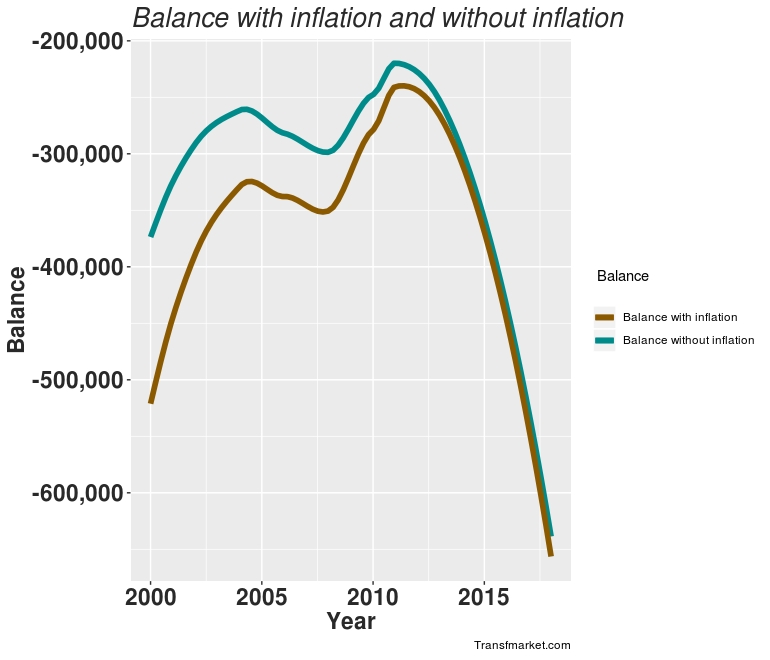 Balance with inflation and without inflation
-200,000
-300,000
-400,000
-500,000
-600,000
Balance
2000 2005 2010 2015
Year
Balance
Balance with inflation
Balance without inflation
Transfmarket.com